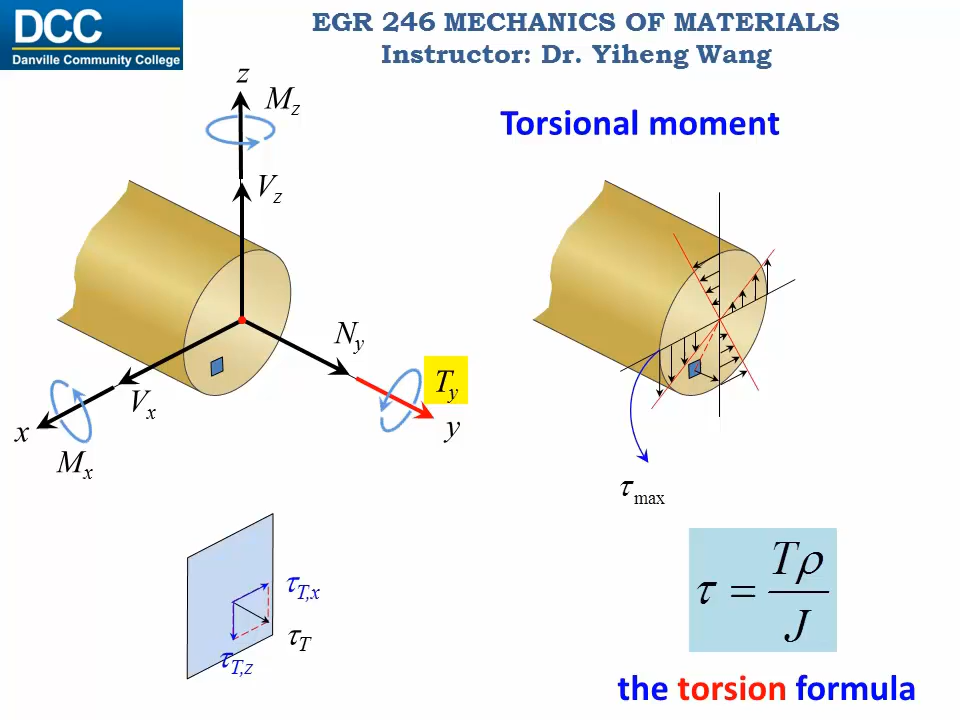 DCC
Danville Community College
EGR 246 MECHANICS OF MATERIALS
Instructor: Dr. Yiheng Wang
Torsional moment
z
Mz
Vz
Ny
Ty
y
Vx
x
Mx
τmax
τT,x
τT
τT,z
τ = Tρ / J
the torsion formula